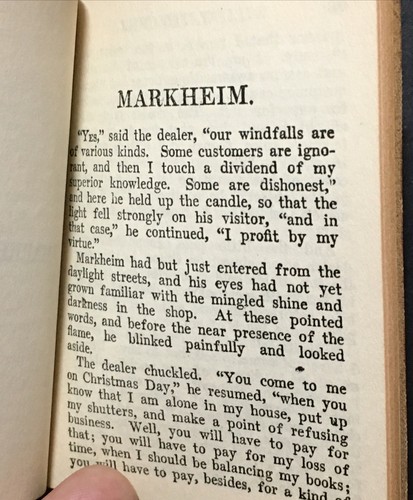 MARKHEIM.
"YES," said the dealer, "our windfalls are
of various kinds. Some customers are igno-
rant, and then I touch a dividend of my
superior knowledge. Some are dishonest,"
and here he held up the candle, so that the
light fell strongly on his visitor, "and in
that case," he continued, "I profit by my
virtue."
Markheim had but just entered from the
daylight streets, and his eyes had not yet
grown familiar with the mingled shine and
darkness in the shop. At these pointed
words, and before the near presence of the
flame, he blinked painfully and looked
aside.
The dealer chuckled. "You come to me
on Christmas Day," he resumed, "when you
know that I am alone in my house, put up
my shutters, and make a point of refusing
business. Well, you will have to pay for
that; you will have to pay for my loss of
time, when I should be balancing my books;
you will have to pay, besides, for a kind of